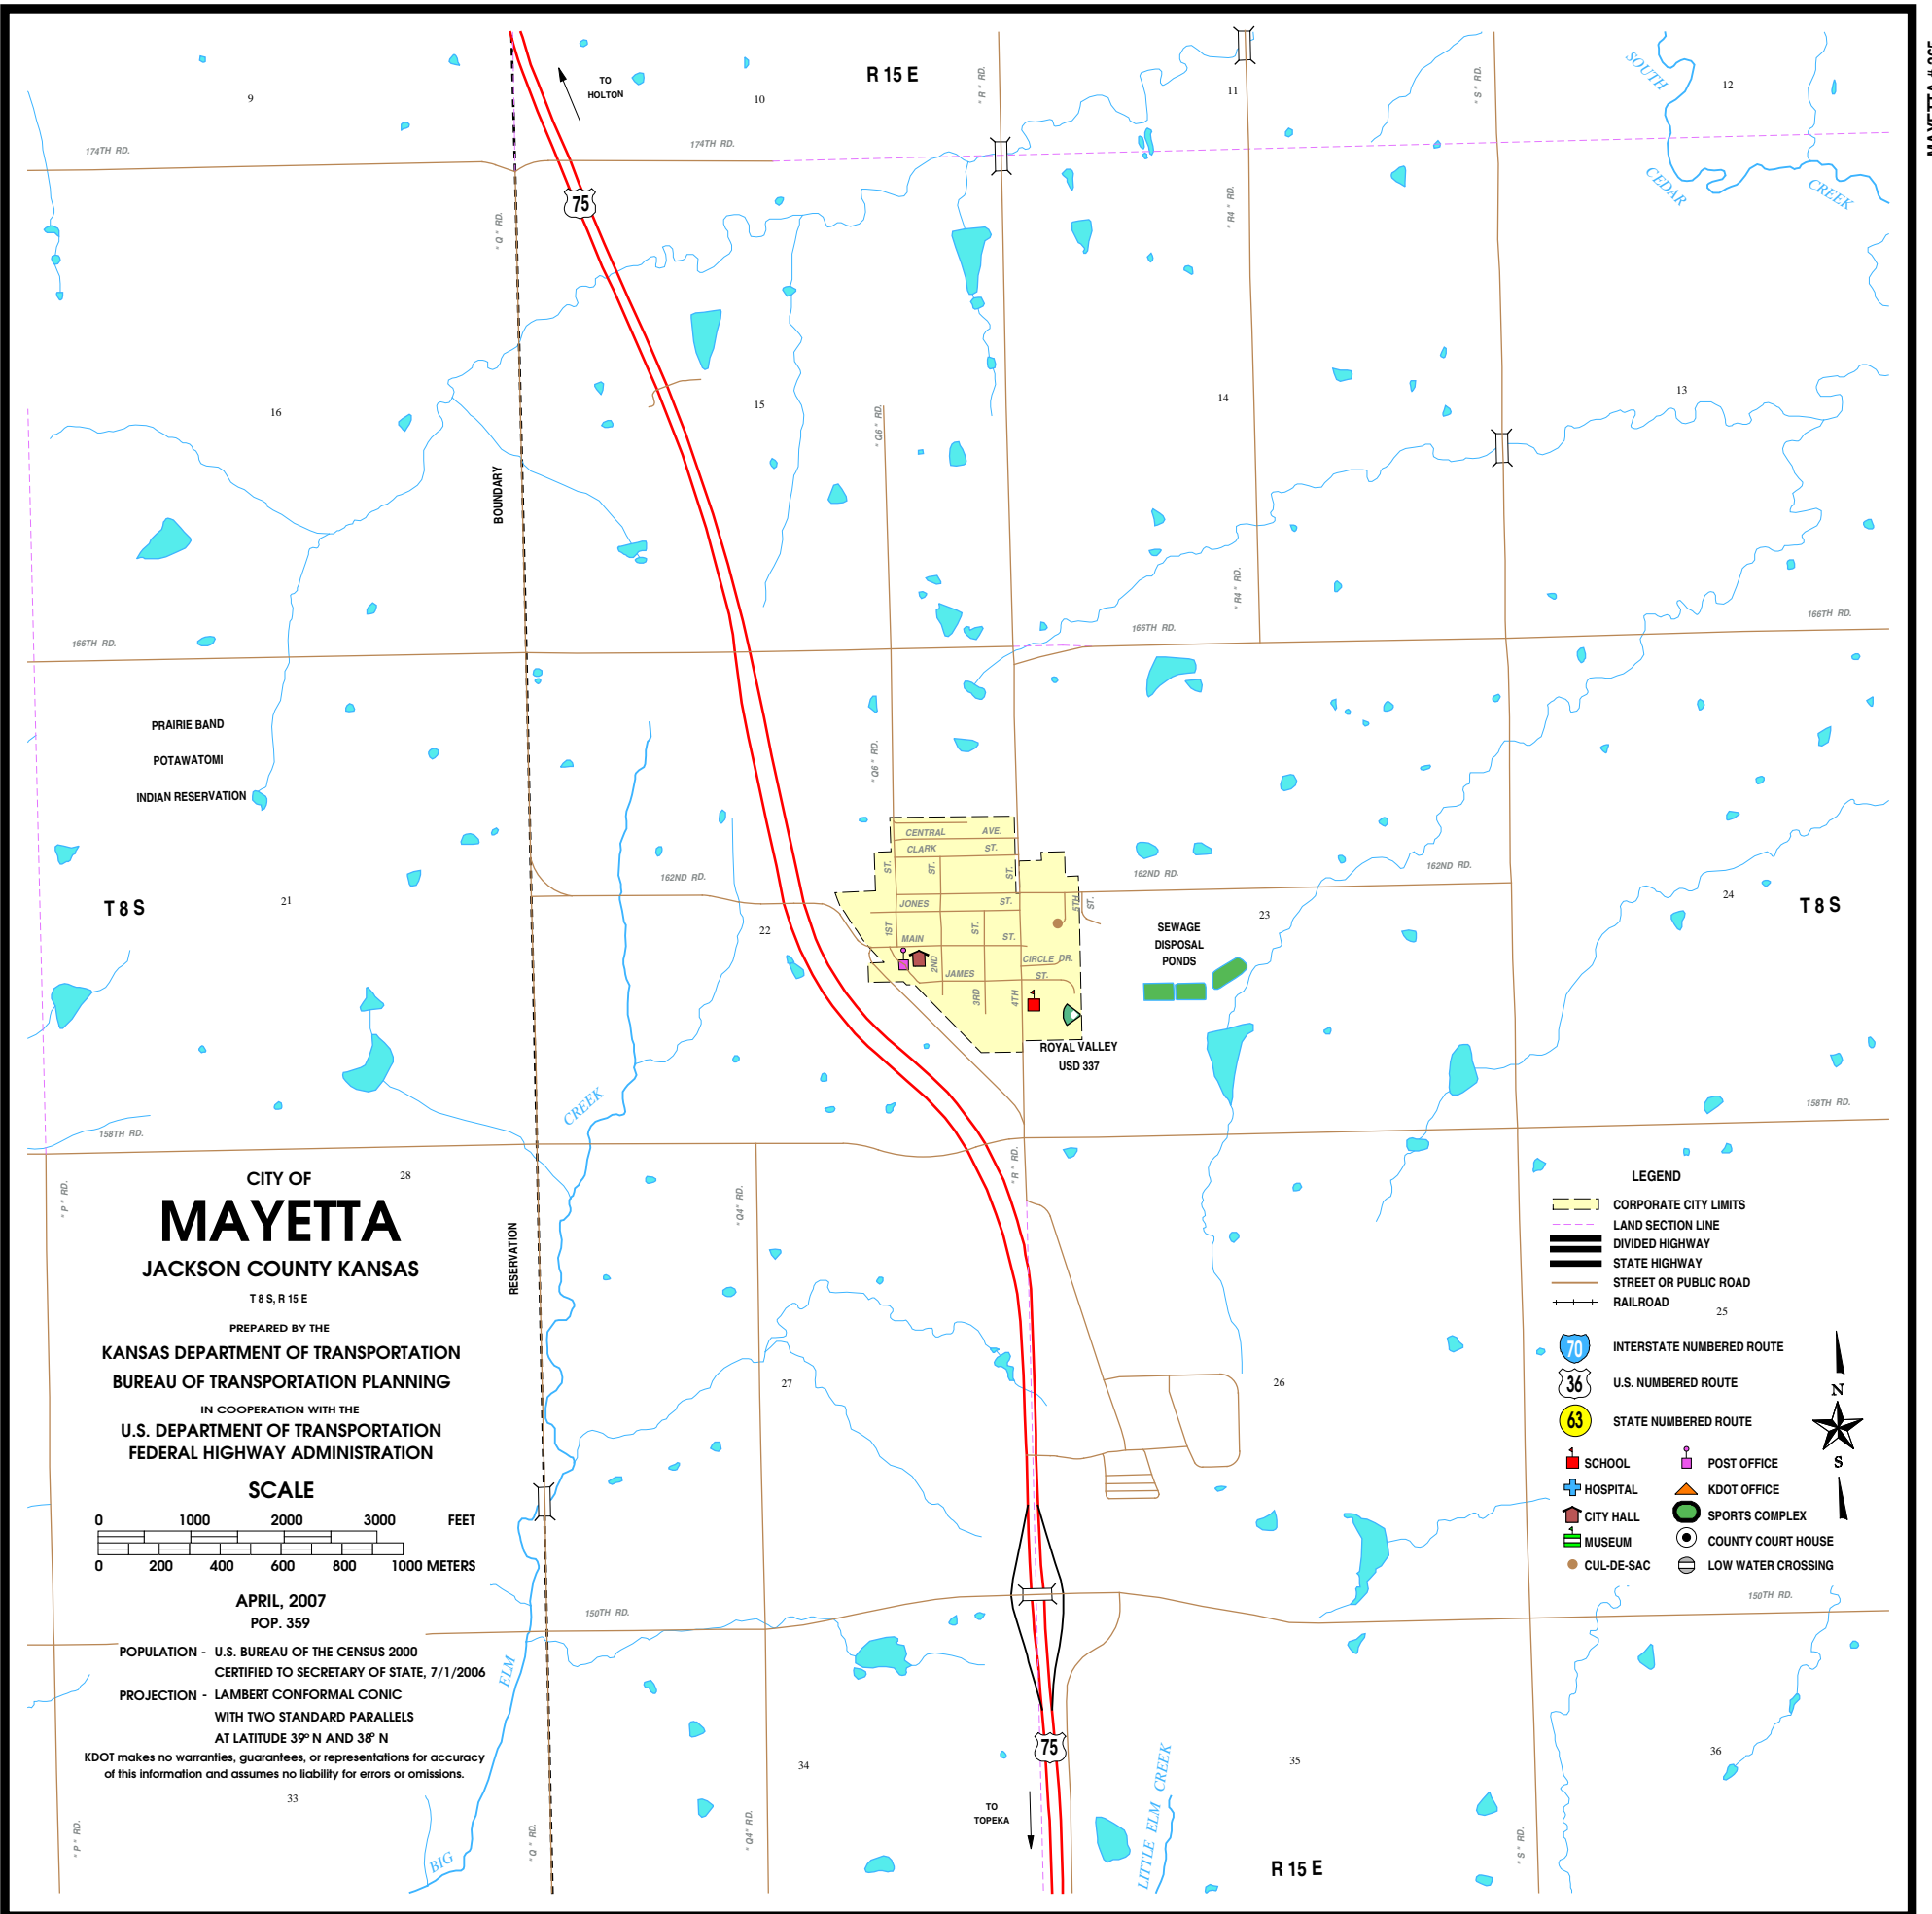 R 15 E
TO
HOLTON
9
10
11
12
SOUTH
CEDAR
CREEK
174TH RD.
174TH RD.
" Q " RD.
" R " RD.
" R4 " RD.
" S " RD.
75
16
15
14
13
" Q6 " RD.
BOUNDARY
" R4 " RD.
166TH RD.
166TH RD.
166TH RD.
PRAIRIE BAND
POTAWATOMI
INDIAN RESERVATION
" Q6 " RD.
CENTRAL AVE.
CLARK ST.
ST.
ST.
ST.
162ND RD.
162ND RD.
162ND RD.
T 8 S
21
22
23
24
T 8 S
JONES ST.
5TH ST.
1ST
MAIN ST.
ST.
2ND
CIRCLE DR.
JAMES ST.
3RD
4TH
SEWAGE
DISPOSAL
PONDS
ROYAL VALLEY
USD 337
CREEK
158TH RD.
158TH RD.
" P " RD.
" Q4" RD.
" R " RD.
28
27
26
25
RESERVATION
CITY OF
MAYETTA
JACKSON COUNTY KANSAS
T 8 S, R 15 E
PREPARED BY THE
KANSAS DEPARTMENT OF TRANSPORTATION
BUREAU OF TRANSPORTATION PLANNING
IN COOPERATION WITH THE
U.S. DEPARTMENT OF TRANSPORTATION
FEDERAL HIGHWAY ADMINISTRATION
SCALE
0 1000 2000 3000 FEET
0 200 400 600 800 1000 METERS
APRIL, 2007
POP. 359
POPULATION - U.S. BUREAU OF THE CENSUS 2000
CERTIFIED TO SECRETARY OF STATE, 7/1/2006
PROJECTION - LAMBERT CONFORMAL CONIC
WITH TWO STANDARD PARALLELS
AT LATITUDE 39° N AND 38° N
KDOT makes no warranties, guarantees, or representations for accuracy
of this information and assumes no liability for errors or omissions.
LEGEND
CORPORATE CITY LIMITS
LAND SECTION LINE
DIVIDED HIGHWAY
STATE HIGHWAY
STREET OR PUBLIC ROAD
RAILROAD
70 INTERSTATE NUMBERED ROUTE
36 U.S. NUMBERED ROUTE
63 STATE NUMBERED ROUTE
N
S
SCHOOL
HOSPITAL
CITY HALL
MUSEUM
CUL-DE-SAC
POST OFFICE
KDOT OFFICE
SPORTS COMPLEX
COUNTY COURT HOUSE
LOW WATER CROSSING
150TH RD.
150TH RD.
ELM
BIG
33
34
35
36
75
TO
TOPEKA
LITTLE ELM CREEK
" P " RD.
" Q " RD.
" Q4" RD.
" S " RD.
R 15 E